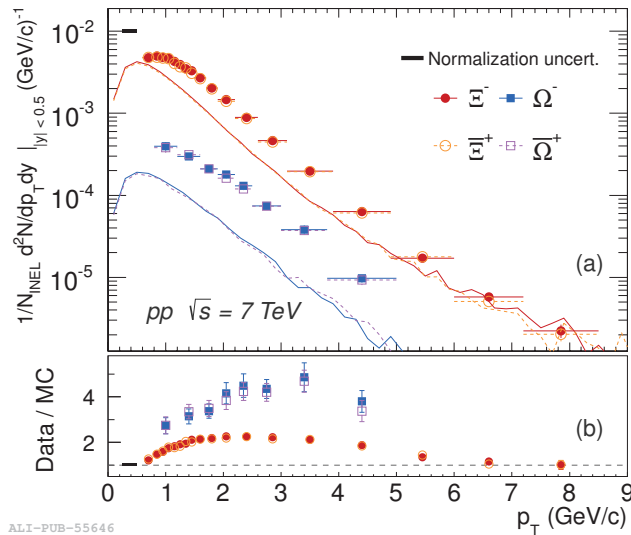 1/N_INEL d²N/dp_T dy |_|y|<0.5 (GeV/c)⁻¹
10⁻²
10⁻³
10⁻⁴
10⁻⁵
Normalization uncert.
Ξ⁻ Ω⁻
Ξ̅⁺ Ω̅⁺
(a)
pp √s = 7 TeV
Data / MC
4
2
(b)
0 1 2 3 4 5 6 7 8 9
p_T (GeV/c)
ALI-PUB-55646